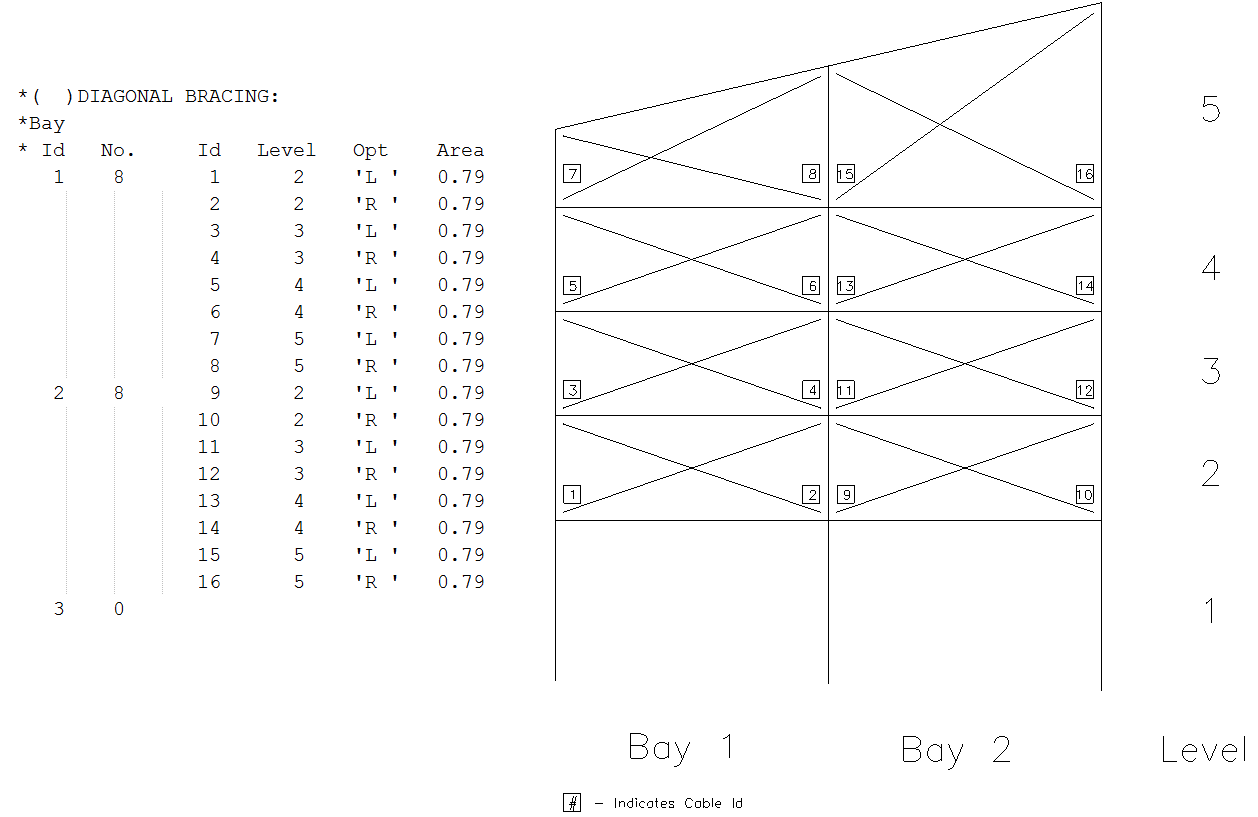 *(  )DIAGONAL BRACING:
*Bay
* Id   No.     Id   Level   Opt    Area
1    8       1      2    'L '   0.79
2      2    'R '   0.79
3      3    'L '   0.79
4      3    'R '   0.79
5      4    'L '   0.79
6      4    'R '   0.79
7      5    'L '   0.79
8      5    'R '   0.79
2    8       9      2    'L '   0.79
10      2    'R '   0.79
11      3    'L '   0.79
12      3    'R '   0.79
13      4    'L '   0.79
14      4    'R '   0.79
15      5    'L '   0.79
16      5    'R '   0.79
3    0
5
7 8 15 16
4
5 6 13 14
3
3 4 11 12
2
1 2 9 10
1
Bay 1 Bay 2 Level
# - Indicates Cable Id